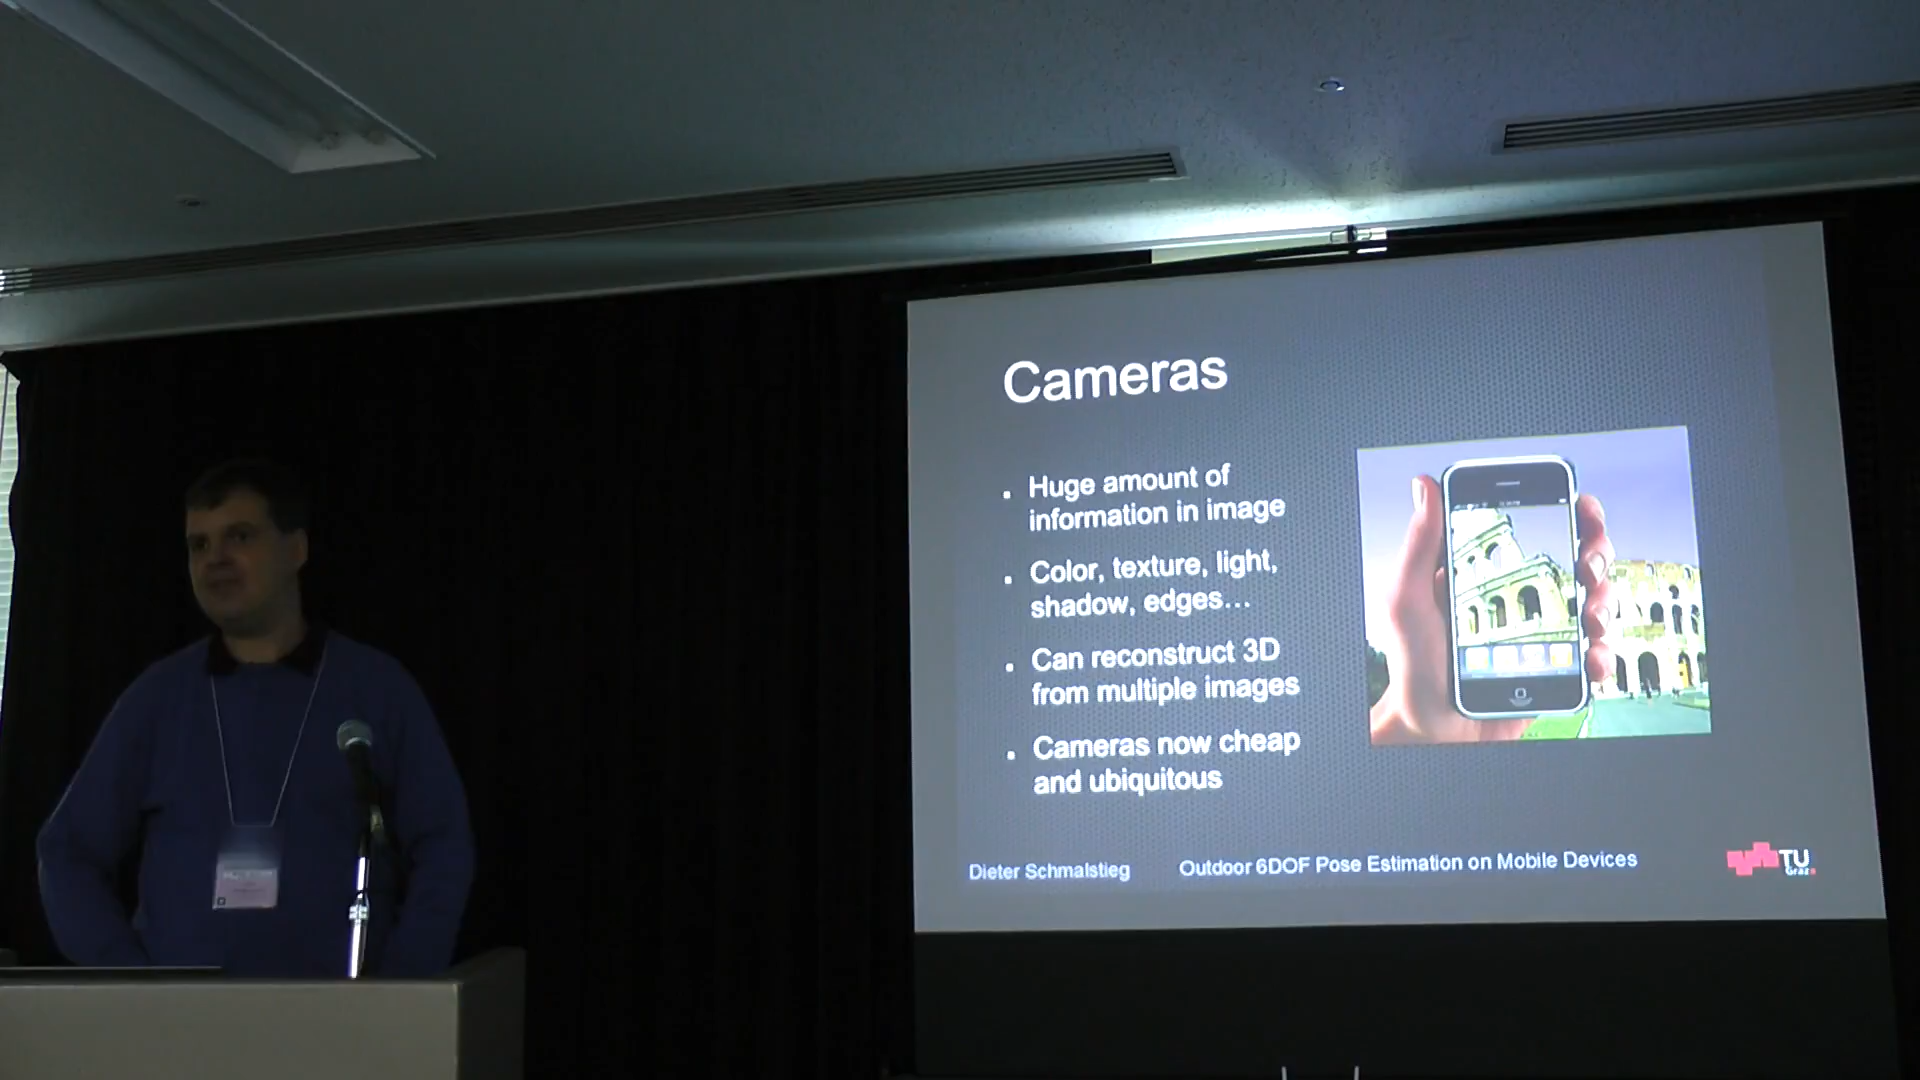 Cameras
Huge amount of
information in image
Color, texture, light,
shadow, edges...
Can reconstruct 3D
from multiple images
Cameras now cheap
and ubiquitous
Dieter Schmalstieg
Outdoor 6DOF Pose Estimation on Mobile Devices
TU
Graz